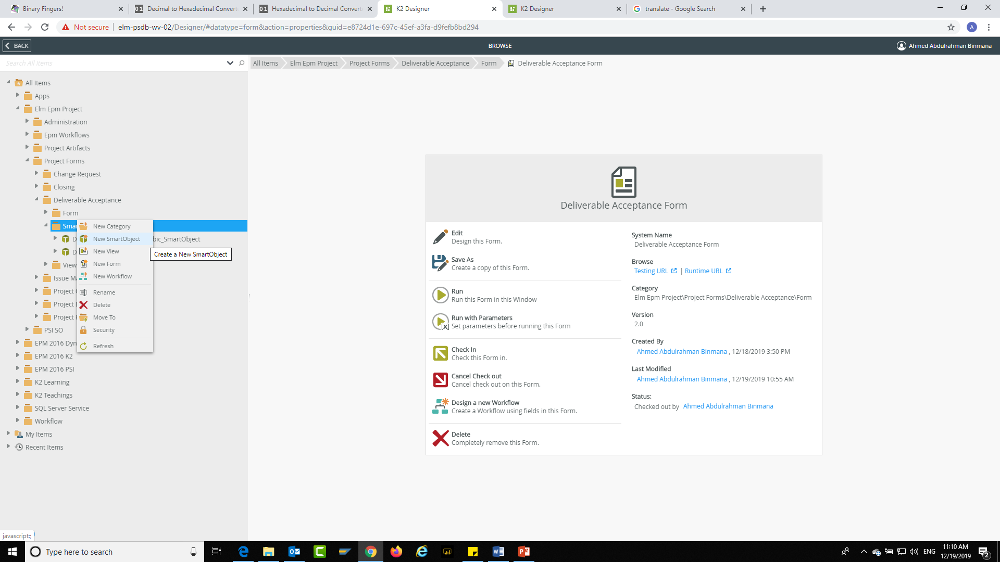 Binary Fingers!
Decimal to Hexadecimal Convert
Hexadecimal to Decimal Convert
K2 Designer
K2 Designer
translate - Google Search
Not secure
elm-psdb-wv-02/Designer/#datatype=form&action=properties&guid=e8724d1e-697c-45ef-a3fa-d9fefb8bd294
A
BACK
BROWSE
Ahmed Abdulrahman Binmana
Search All Items
All Items
Elm Epm Project
Project Forms
Deliverable Acceptance
Form
Deliverable Acceptance Form
All Items
Apps
Elm Epm Project
Administration
Epm Workflows
Project Artifacts
Project Forms
Change Request
Closing
Deliverable Acceptance
Form
Smar
D
bic_SmartObject
D
View
Issue Ma
Project
Project
Project
PSI SO
EPM 2016 Dyn
EPM 2016 K2
EPM 2016 PSI
K2 Learning
K2 Teachings
SQL Server Service
Workflow
My Items
Recent Items
New Category
New SmartObject
New View
New Form
New Workflow
Rename
Delete
Move To
Security
Refresh
Create a New SmartObject
Deliverable Acceptance Form
Edit
Design this Form.
Save As
Create a copy of this Form.
Run
Run this Form in this Window
Run with Parameters
Set parameters before running this Form
Check In
Check this Form in.
Cancel Check out
Cancel check out on this Form.
Design a new Workflow
Create a Workflow using fields in this Form.
Delete
Completely remove this Form.
System Name
Deliverable Acceptance Form
Browse
Testing URL | Runtime URL
Category
Elm Epm Project\Project Forms\Deliverable Acceptance\Form
Version
2.0
Created By
Ahmed Abdulrahman Binmana , 12/18/2019 3:50 PM
Last Modified
Ahmed Abdulrahman Binmana , 12/19/2019 10:55 AM
Status:
Checked out by Ahmed Abdulrahman Binmana
javascript:;
Type here to search
ENG
11:10 AM
12/19/2019
2